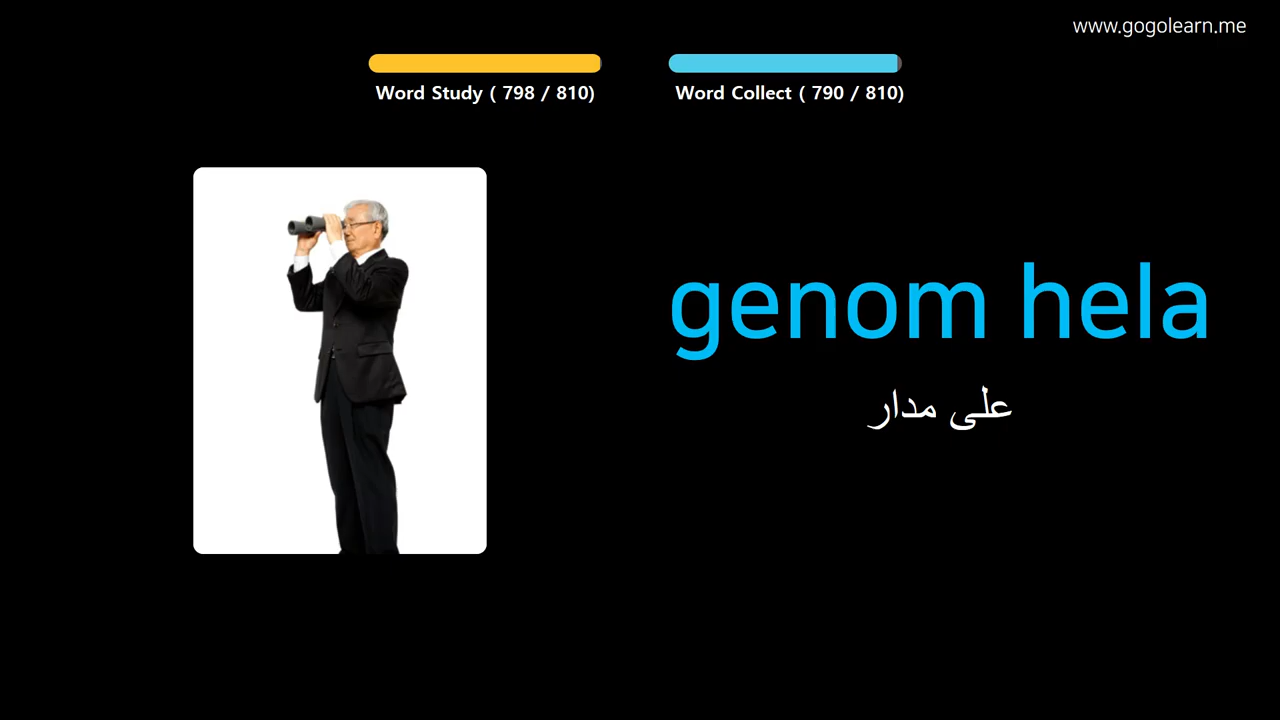 www.gogolearn.me
Word Study ( 798 / 810)
Word Collect ( 790 / 810)
genom hela
على مدار